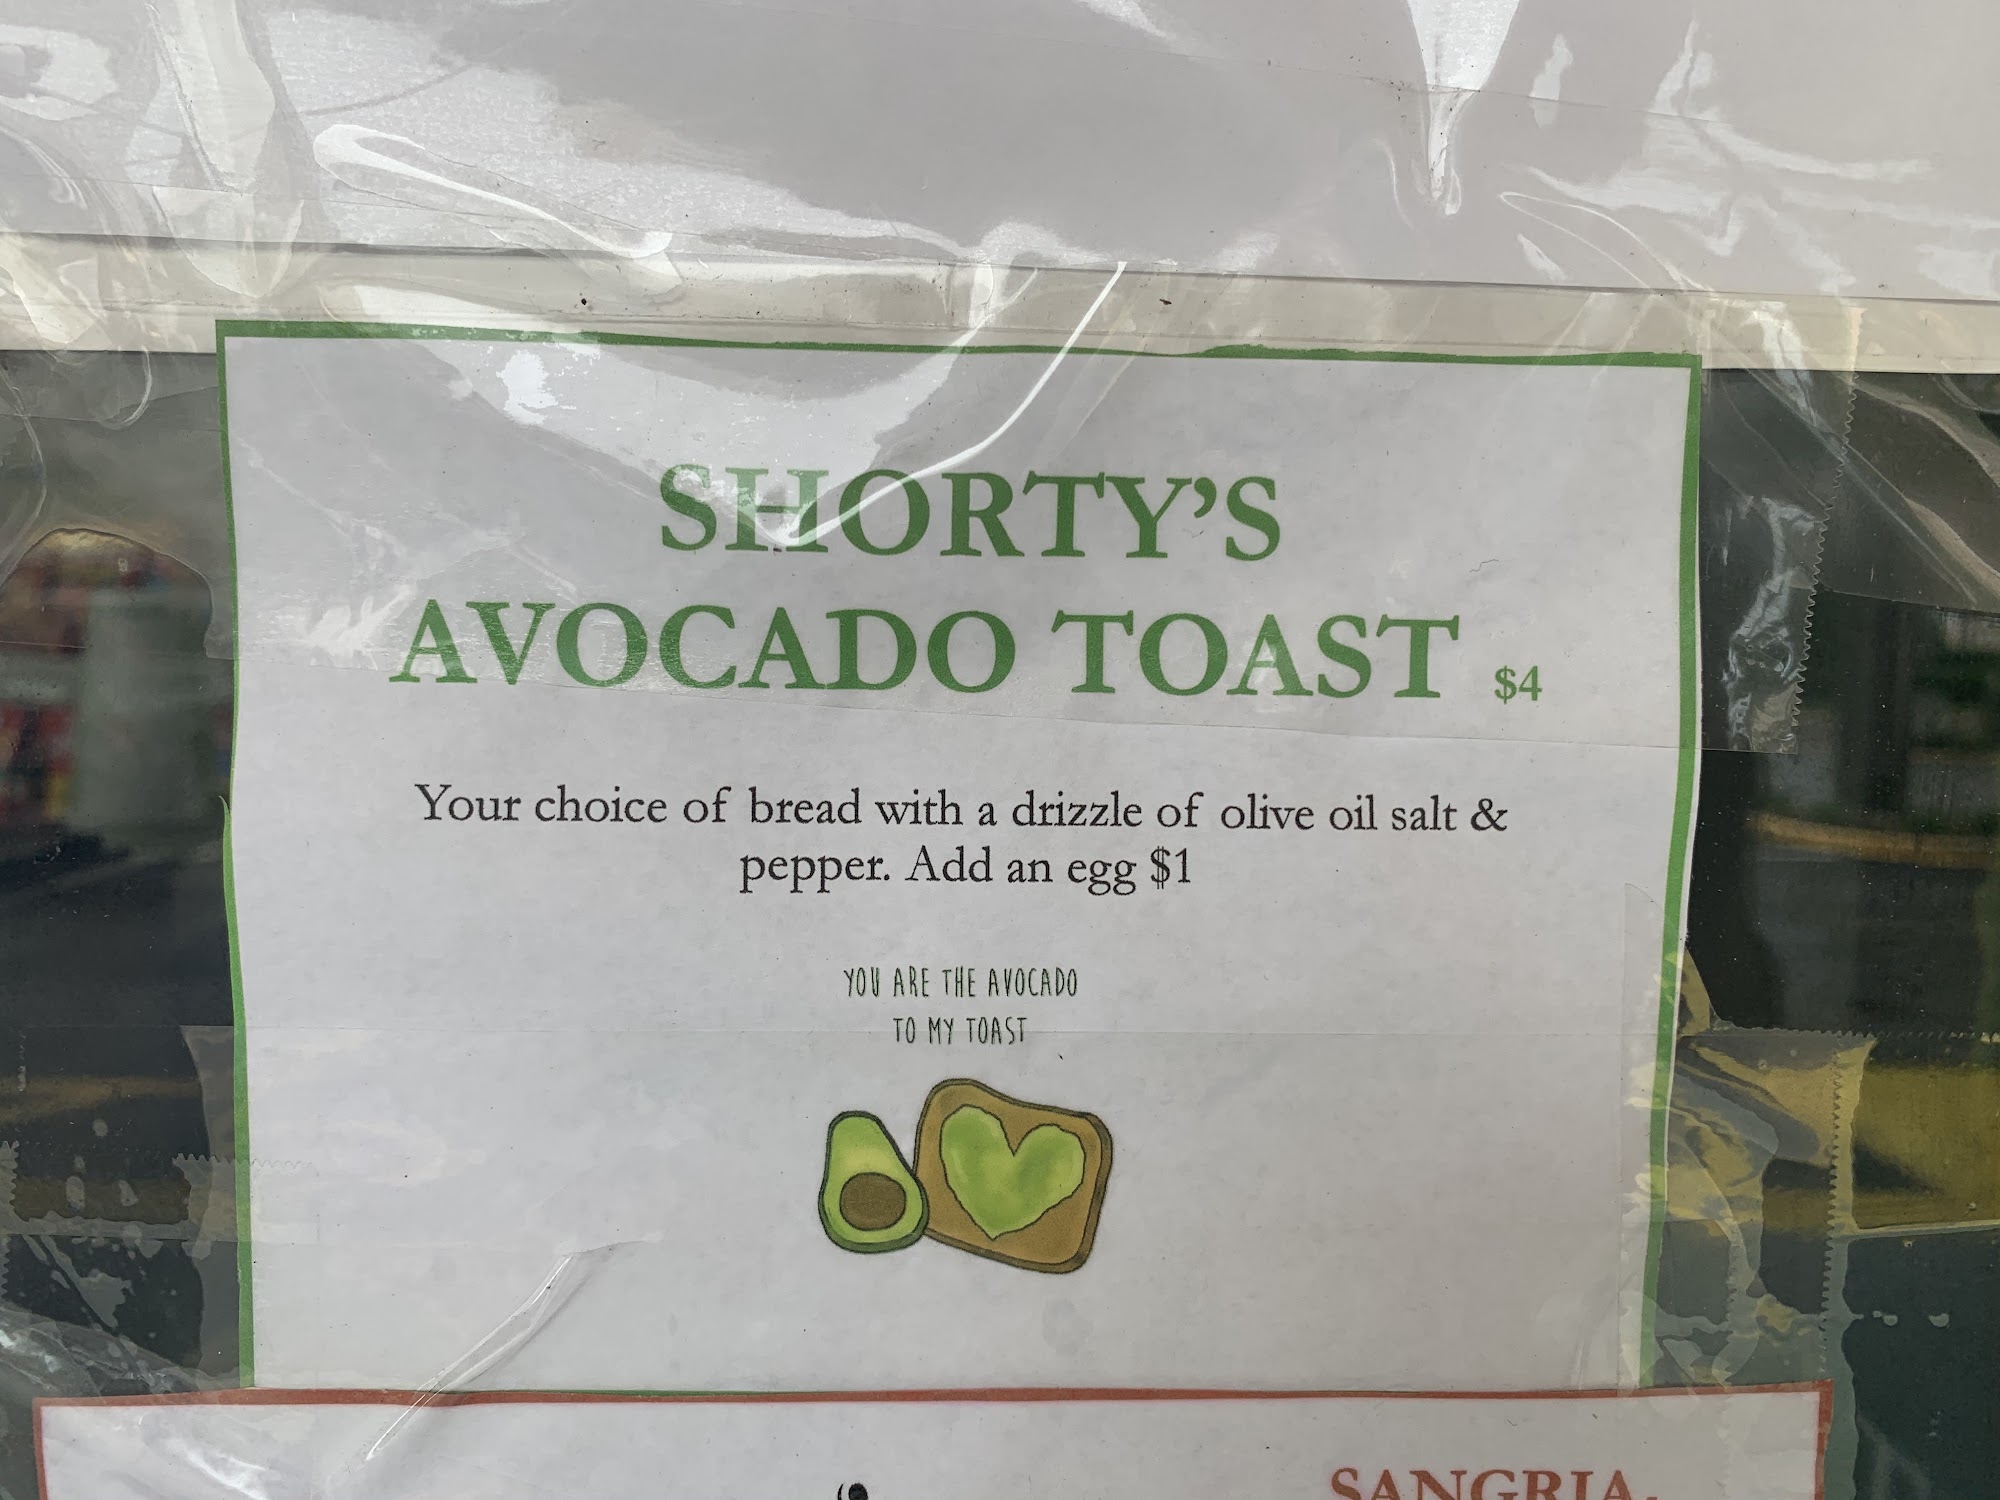 SHORTY'S
AVOCADO TOAST $4
Your choice of bread with a drizzle of olive oil salt &
pepper. Add an egg $1
YOU ARE THE AVOCADO
TO MY TOAST
SANGRIA